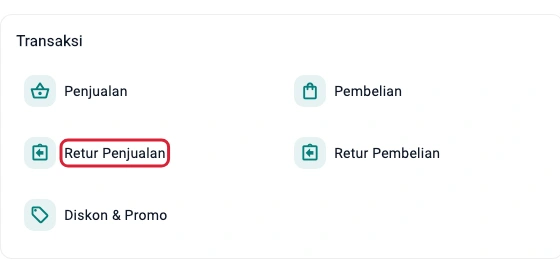 Transaksi
Penjualan
Pembelian
Retur Penjualan
Retur Pembelian
Diskon & Promo